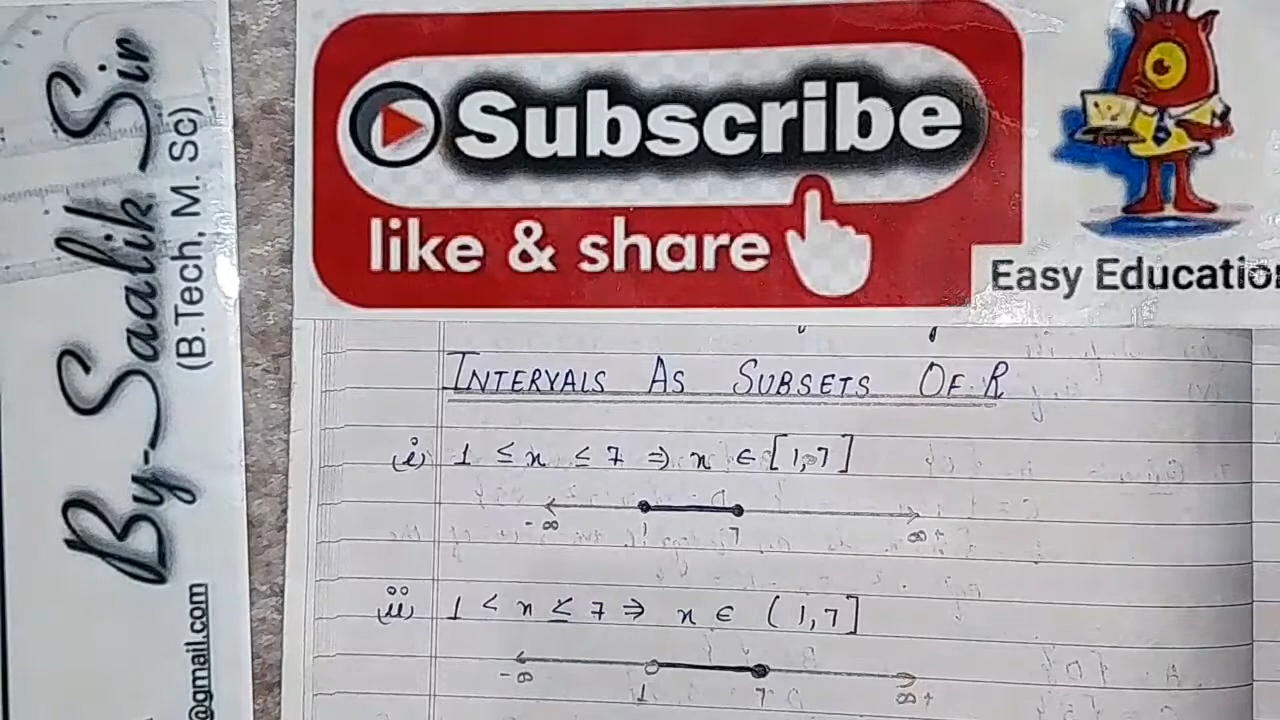 By-Saalik Sir
(B.Tech, M. Sc)
@gmail.com
Subscribe
like & share
Easy Education
INTERVALS AS SUBSETS OF R
(i) 1 ≤ x ≤ 7 ⇒ x ∈ [1,7]
-∞ 1 7 ∞+
(ii) 1 < x ≤ 7 ⇒ x ∈ (1,7]
-∞ 1 7 ∞+